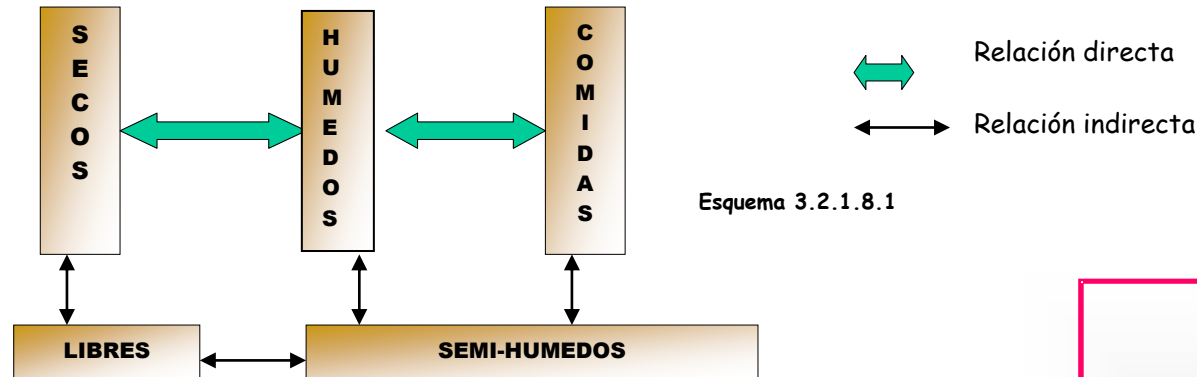 SECOS
HUMEDOS
COMIDAS
Relación directa
Relación indirecta
Esquema 3.2.1.8.1
LIBRES
SEMI-HUMEDOS